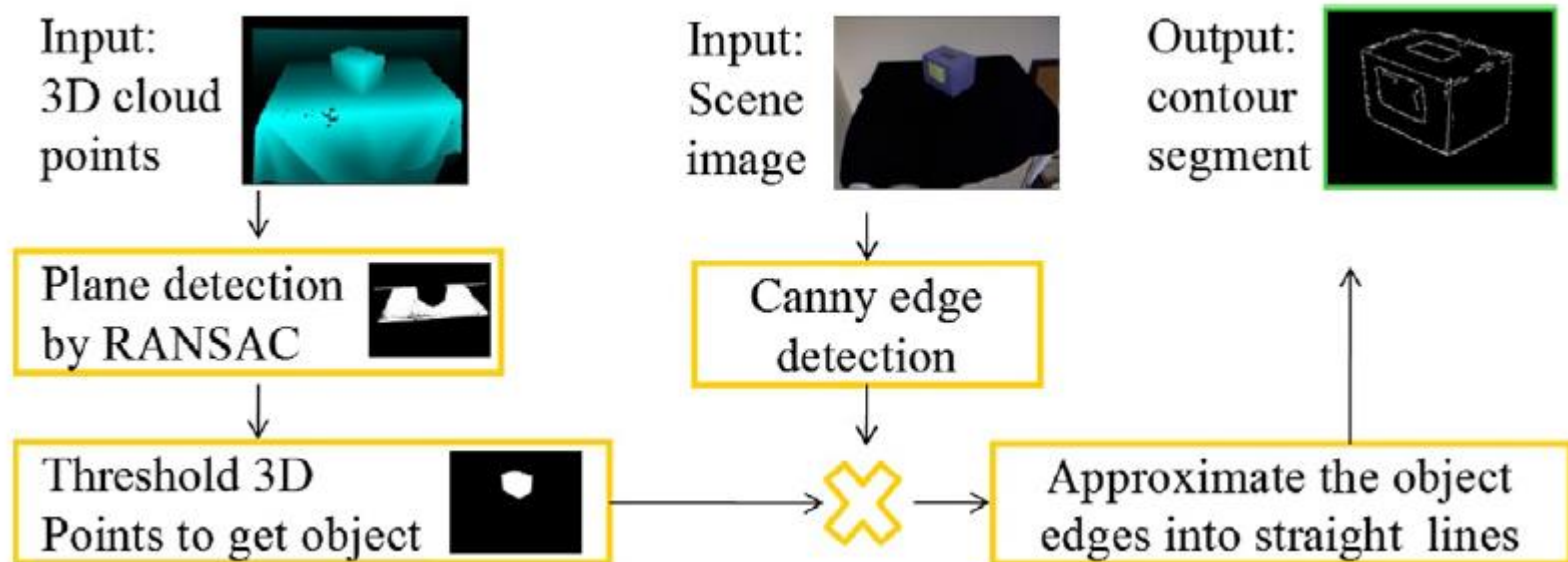 Input:
3D cloud
points
Input:
Scene
image
Output:
contour
segment
Plane detection
by RANSAC
Canny edge
detection
Threshold 3D
Points to get object
Approximate the object
edges into straight lines